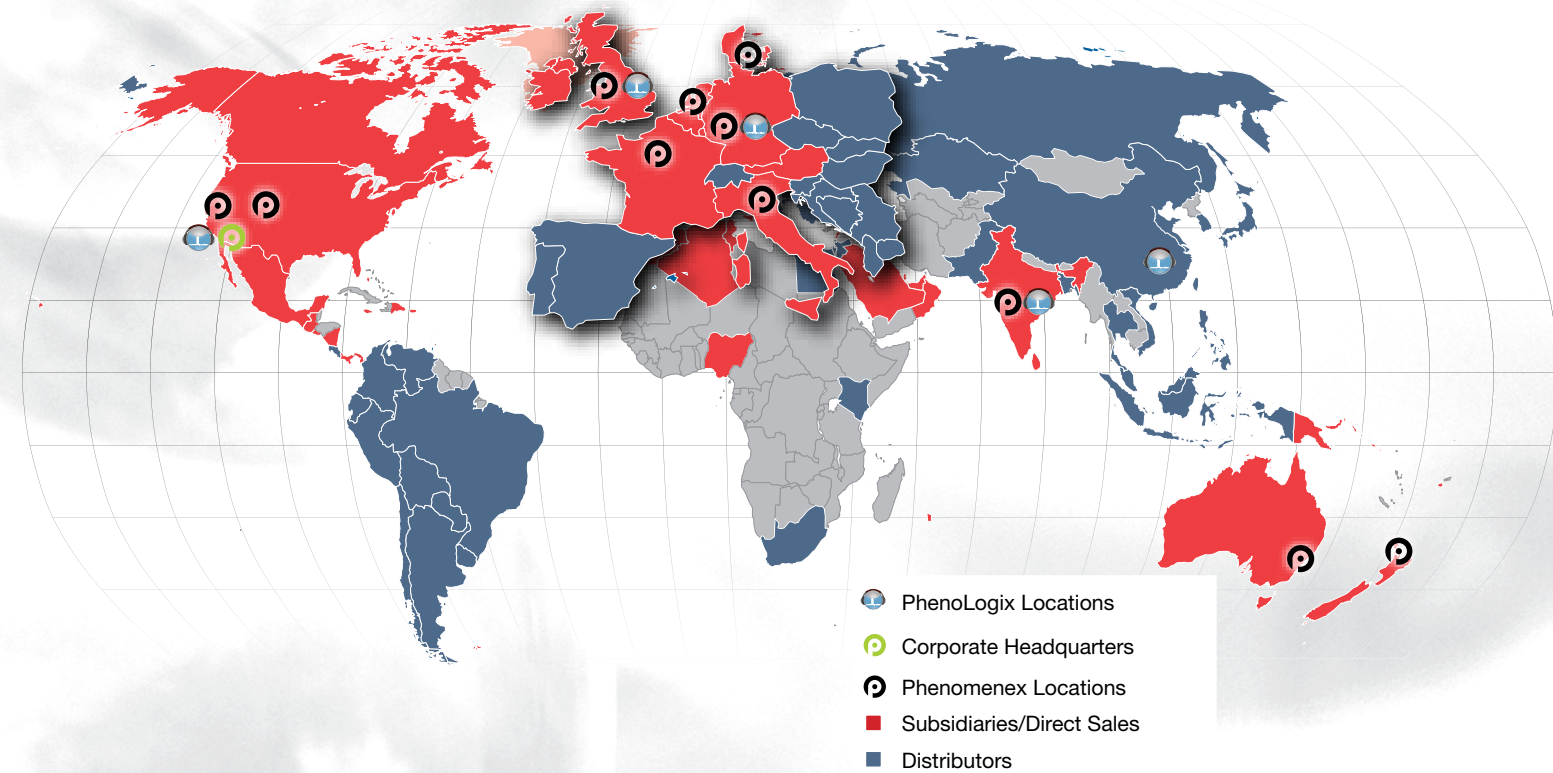 PhenoLogix Locations
Corporate Headquarters
Phenomenex Locations
Subsidiaries/Direct Sales
Distributors